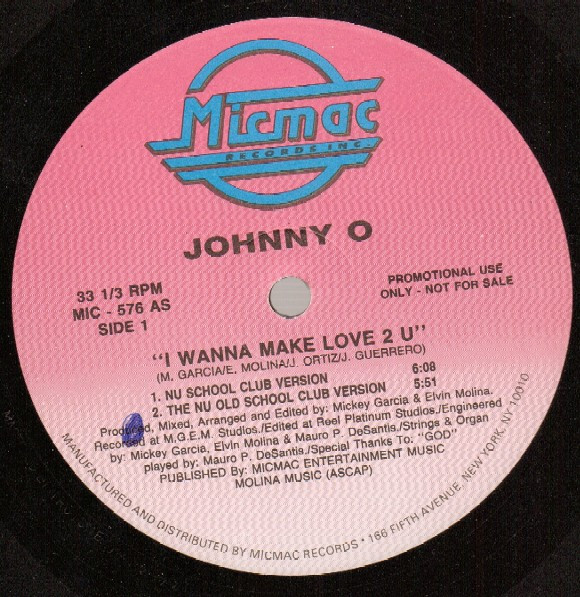 Micmac
RECORDS INC.
JOHNNY O
33 1/3 RPM
MIC - 576 AS
SIDE 1
PROMOTIONAL USE
ONLY - NOT FOR SALE
"I WANNA MAKE LOVE 2 U"
(M. GARCIA/E. MOLINA/J. ORTIZ/J. GUERRERO)
1. NU SCHOOL CLUB VERSION 6:08
2. THE NU OLD SCHOOL CLUB VERSION 5:51
Produced, Mixed, Arranged and Edited by: Mickey Garcia & Elvin Molina.
Recorded at M.G.E.M. Studios./Edited at Reel Platinum Studios./Engineered
by: Mickey Garcia, Elvin Molina & Mauro P. DeSantis./Strings & Organ
played by: Mauro P. DeSantis./Special Thanks To: "GOD"
PUBLISHED By: MICMAC ENTERTAINMENT MUSIC
MOLINA MUSIC (ASCAP)
MANUFACTURED AND DISTRIBUTED BY MICMAC RECORDS • 166 FIFTH AVENUE, NEW YORK, NY 10010